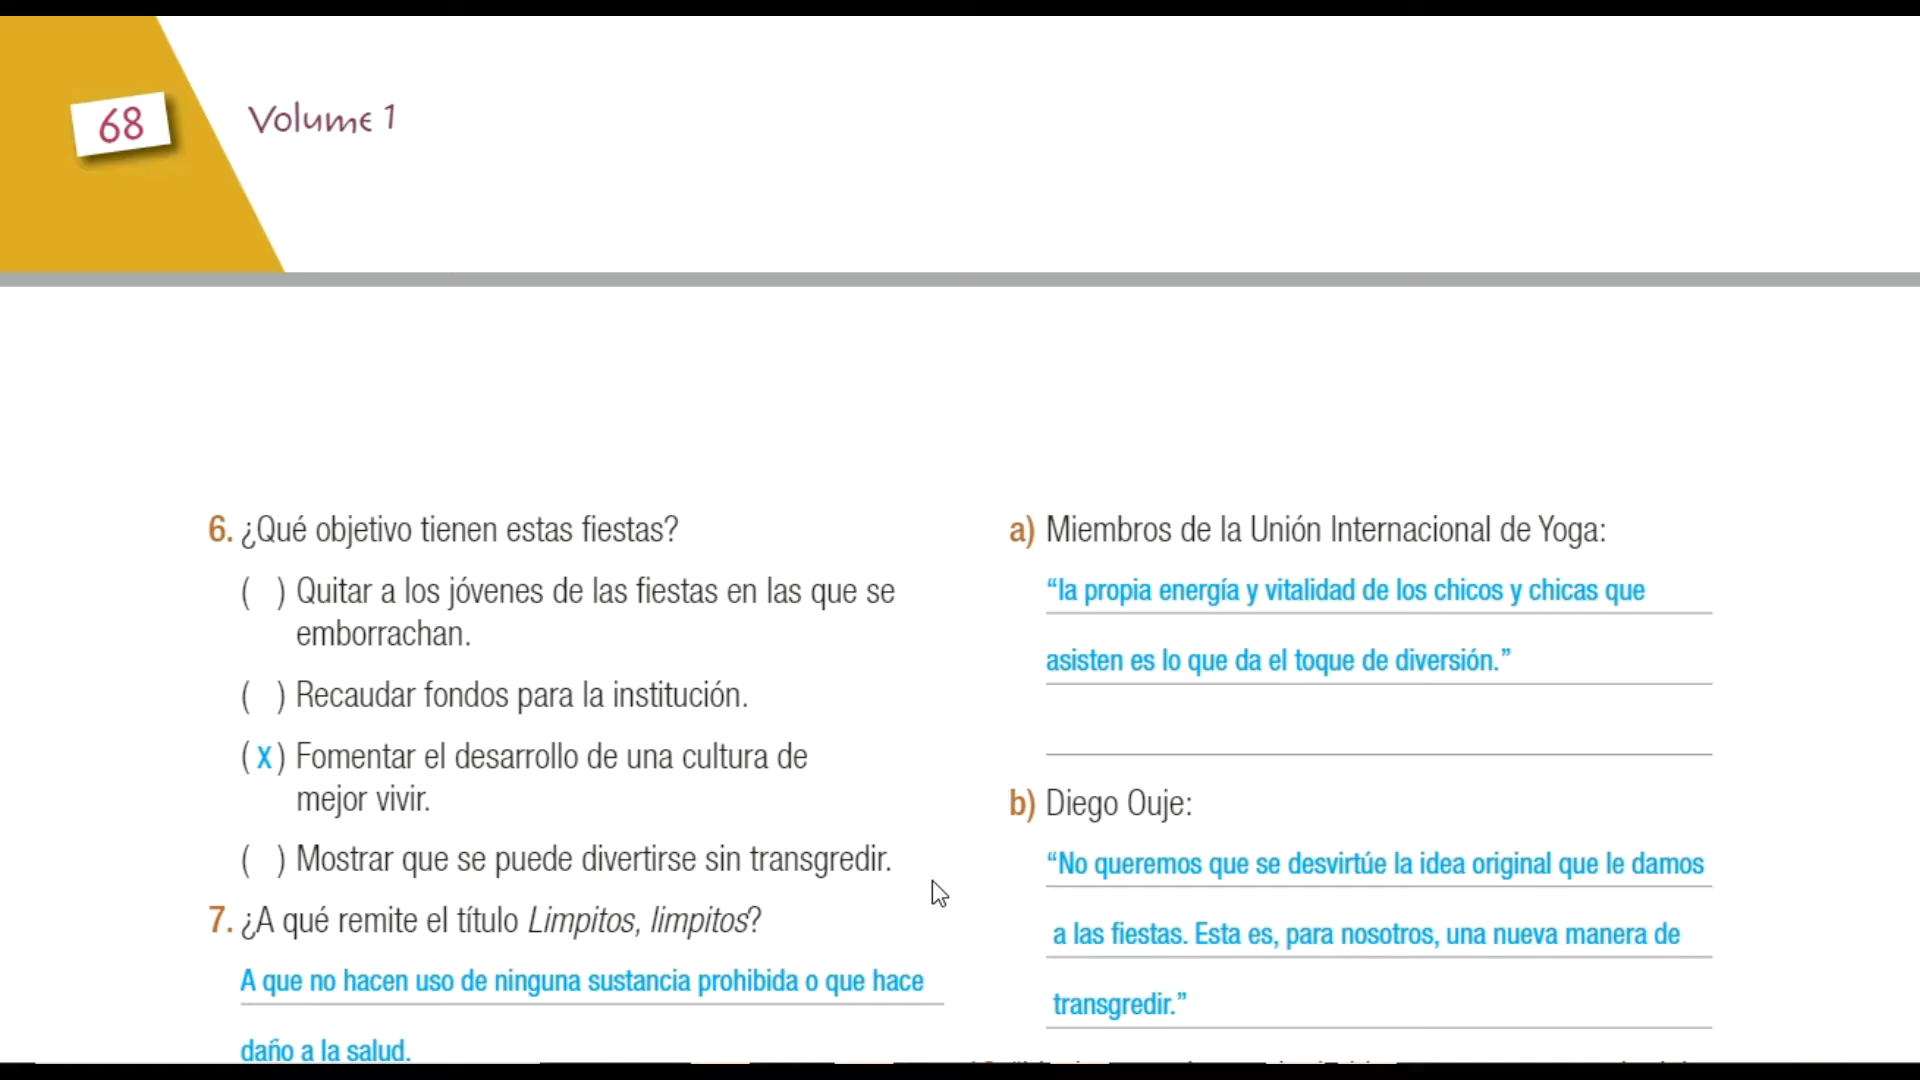 68
Volume 1
6. ¿Qué objetivo tienen estas fiestas?
( ) Quitar a los jóvenes de las fiestas en las que se
emborrachan.
( ) Recaudar fondos para la institución.
( X ) Fomentar el desarrollo de una cultura de
mejor vivir.
( ) Mostrar que se puede divertirse sin transgredir.
7. ¿A qué remite el título Limpitos, limpitos?
A que no hacen uso de ninguna sustancia prohibida o que hace
daño a la salud.
a) Miembros de la Unión Internacional de Yoga:
“la propia energía y vitalidad de los chicos y chicas que
asisten es lo que da el toque de diversión.”
b) Diego Ouje:
“No queremos que se desvirtúe la idea original que le damos
a las fiestas. Esta es, para nosotros, una nueva manera de
transgredir.”